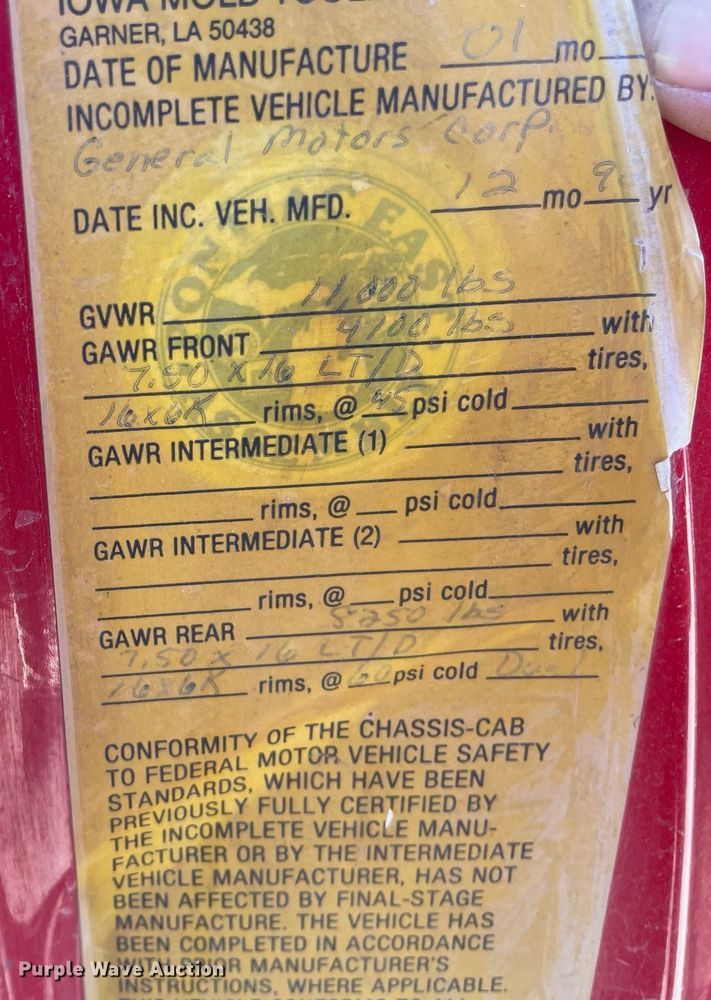 IOWA MOLD
GARNER, LA 50438
DATE OF MANUFACTURE 01 mo
INCOMPLETE VEHICLE MANUFACTURED BY:
General Motors Corp.
DATE INC. VEH. MFD. 12 mo yr
GVWR 11,000 lbs
GAWR FRONT lbs with
7.50 x 16 LT/D tires,
16x6K rims, @ 45 psi cold
GAWR INTERMEDIATE (1) with
tires,
rims, @ psi cold
GAWR INTERMEDIATE (2) with
tires,
rims, @ psi cold
GAWR REAR 8250 lbs with
7.50 x 16 LT/D tires,
16x6K rims, @ 60 psi cold Dual
CONFORMITY OF THE CHASSIS-CAB
TO FEDERAL MOTOR VEHICLE SAFETY
STANDARDS, WHICH HAVE BEEN
PREVIOUSLY FULLY CERTIFIED BY
THE INCOMPLETE VEHICLE MANU-
FACTURER OR BY THE INTERMEDIATE
VEHICLE MANUFACTURER, HAS NOT
BEEN AFFECTED BY FINAL-STAGE
MANUFACTURE. THE VEHICLE HAS
BEEN COMPLETED IN ACCORDANCE
WITH PRIOR MANUFACTURER'S
INSTRUCTIONS, WHERE APPLICABLE.
Purple Wave Auction